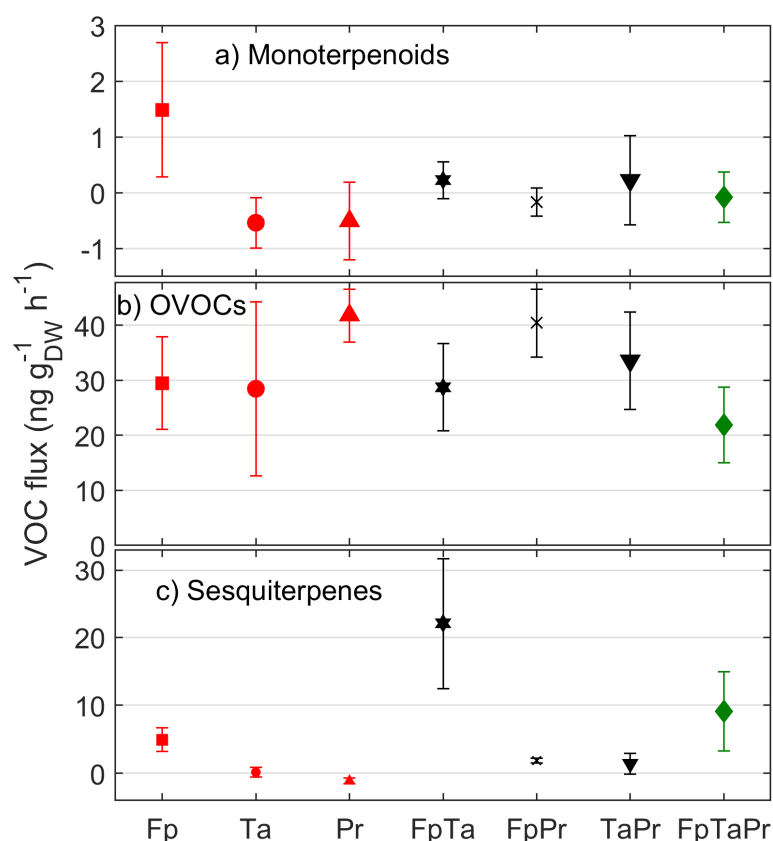 a) Monoterpenoids
3
2
1
0
-1
b) OVOCs
40
30
20
10
0
VOC flux (ng g⁻¹DW h⁻¹)
c) Sesquiterpenes
30
20
10
0
Fp Ta Pr FpTa FpPr TaPr FpTaPr